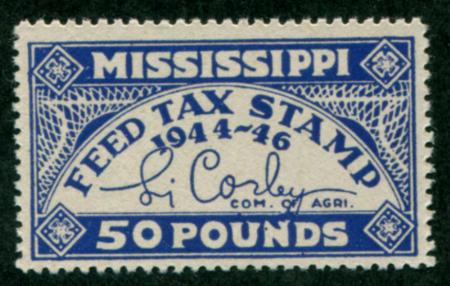 MISSISSIPPI
FEED TAX STAMP
1944~46
Si Corley
COM. OF AGRI.
50 POUNDS